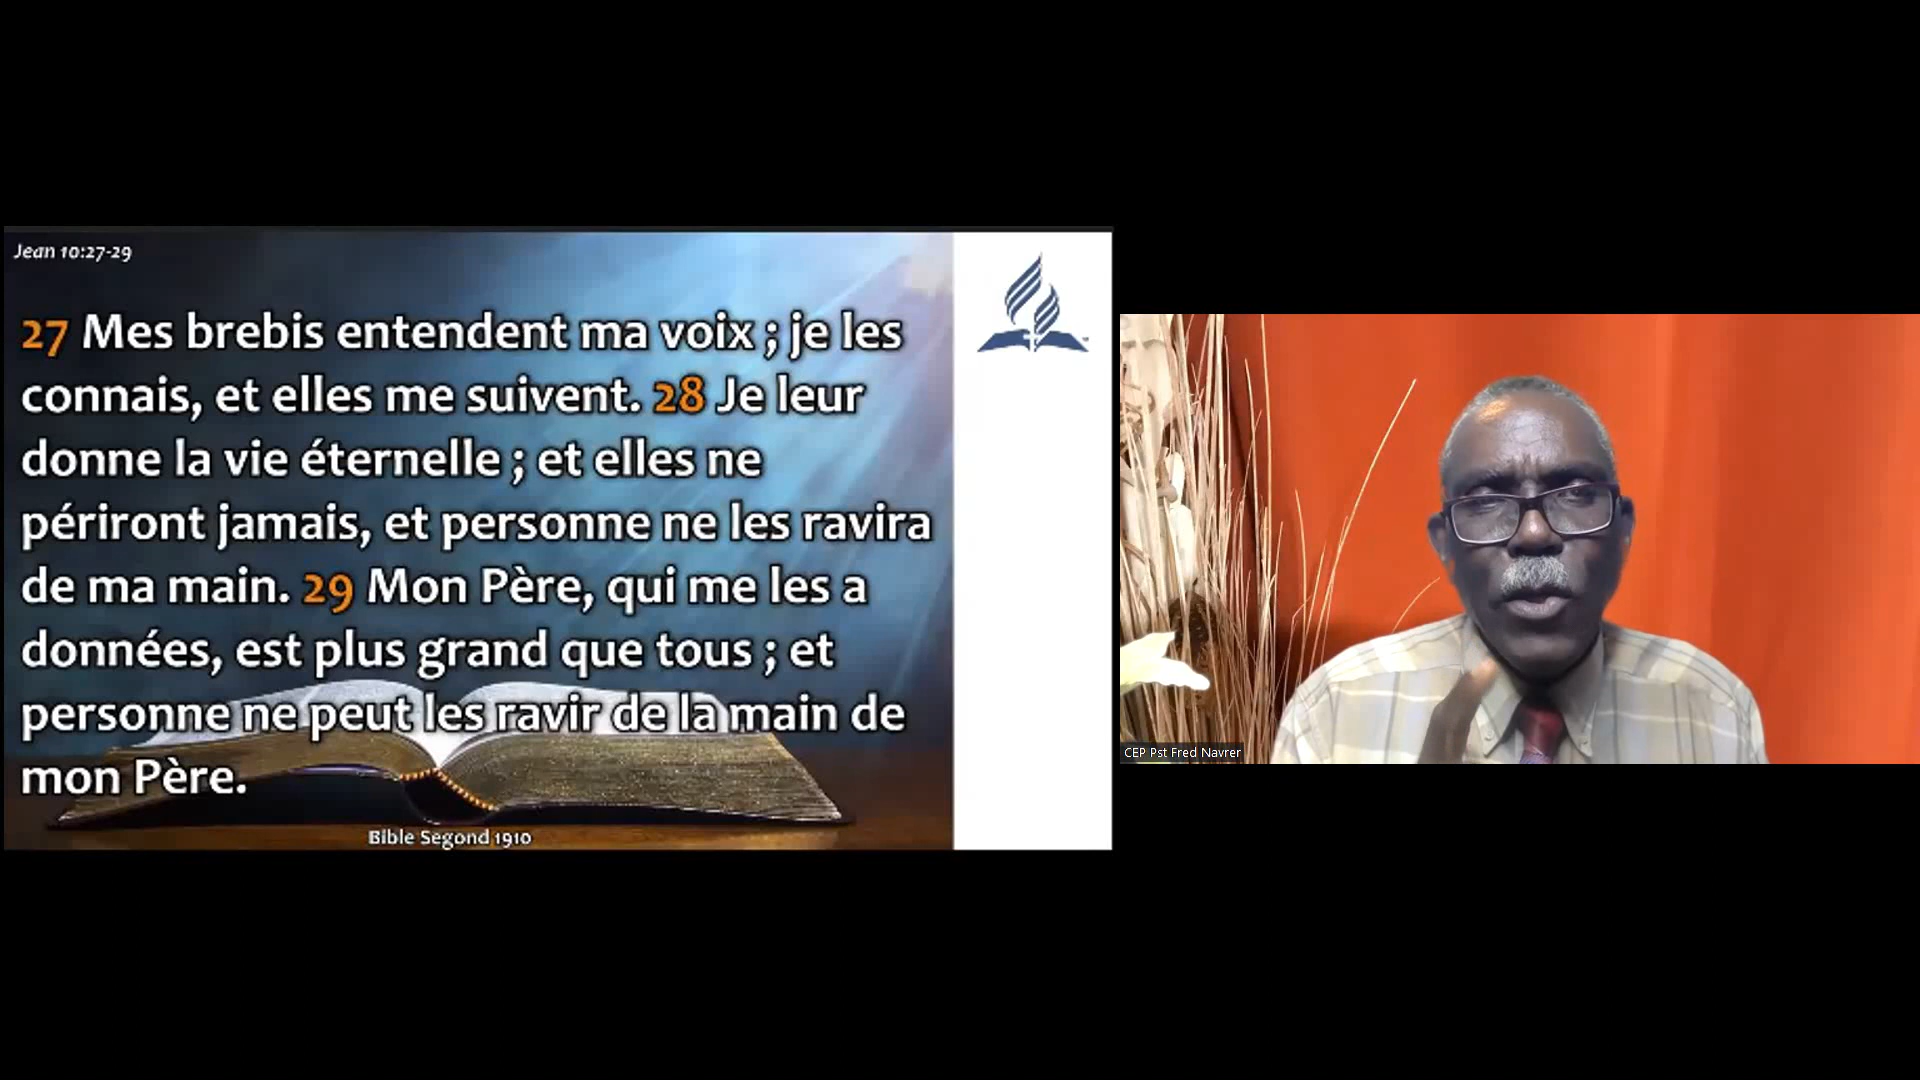 Jean 10:27-29
27 Mes brebis entendent ma voix ; je les
connais, et elles me suivent. 28 Je leur
donne la vie éternelle ; et elles ne
périront jamais, et personne ne les ravira
de ma main. 29 Mon Père, qui me les a
données, est plus grand que tous ; et
personne ne peut les ravir de la main de
mon Père.
Bible Segond 1910
CEP Pst Fred Navrer